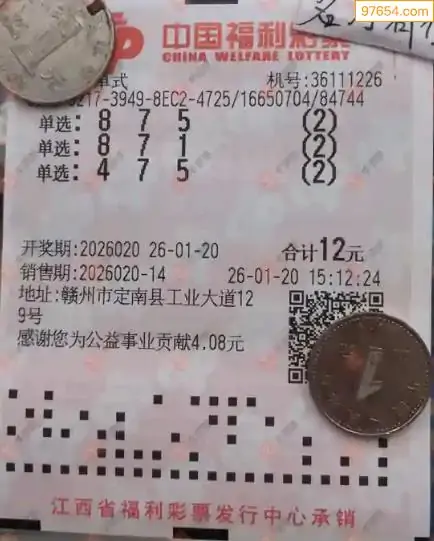 97654.com
中国福利彩票
CHINA WELFARE LOTTERY
单式 机号:36111226
217-3949-8EC2-4725/16650704/84744
单选: 8 7 5 (2)
单选: 8 7 1 (2)
单选: 4 7 5 (2)
开奖期:2026020 26-01-20 合计12元
销售期:2026020-14 26-01-20 15:12:24
地址:赣州市定南县工业大道12
9号
感谢您为公益事业贡献4.08元
江西省福利彩票发行中心承销